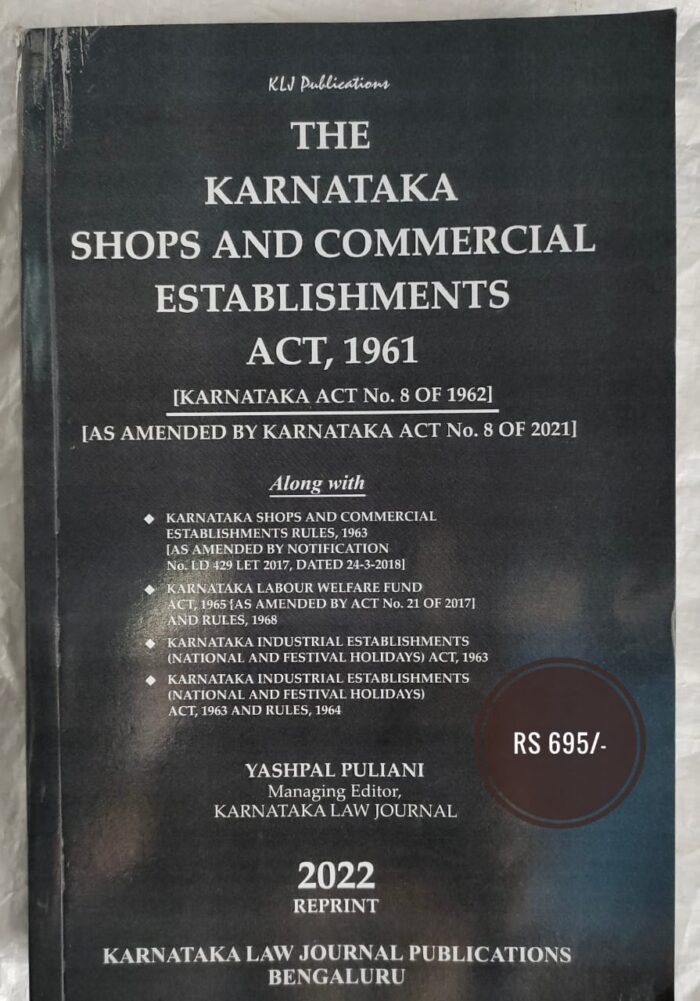 KLJ Publications
THE
KARNATAKA
SHOPS AND COMMERCIAL
ESTABLISHMENTS
ACT, 1961
[KARNATAKA ACT No. 8 OF 1962]
[AS AMENDED BY KARNATAKA ACT No. 8 OF 2021]
Along with
◆ KARNATAKA SHOPS AND COMMERCIAL
ESTABLISHMENTS RULES, 1963
[AS AMENDED BY NOTIFICATION
No. LD 429 LET 2017, DATED 24-3-2018]
◆ KARNATAKA LABOUR WELFARE FUND
ACT, 1965 [AS AMENDED BY ACT No. 21 OF 2017]
AND RULES, 1968
◆ KARNATAKA INDUSTRIAL ESTABLISHMENTS
(NATIONAL AND FESTIVAL HOLIDAYS) ACT, 1963
◆ KARNATAKA INDUSTRIAL ESTABLISHMENTS
(NATIONAL AND FESTIVAL HOLIDAYS)
ACT, 1963 AND RULES, 1964
RS 695/-
YASHPAL PULIANI
Managing Editor,
KARNATAKA LAW JOURNAL
2022
REPRINT
KARNATAKA LAW JOURNAL PUBLICATIONS
BENGALURU